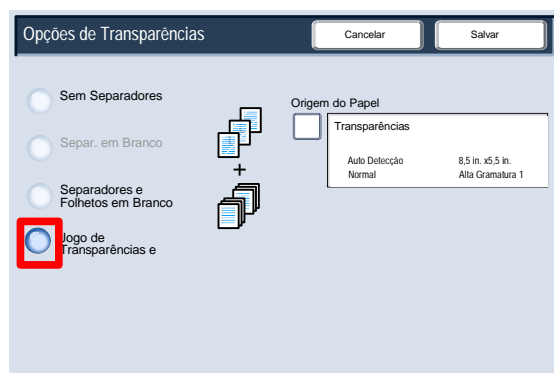 Opções de Transparências
Cancelar
Salvar
Sem Separadores
Separ. em Branco
Separadores e
Folhetos em Branco
Jogo de
Transparências e
+
Origem do Papel
Transparências
Auto Detecção 8,5 in. x5,5 in.
Normal Alta Gramatura 1